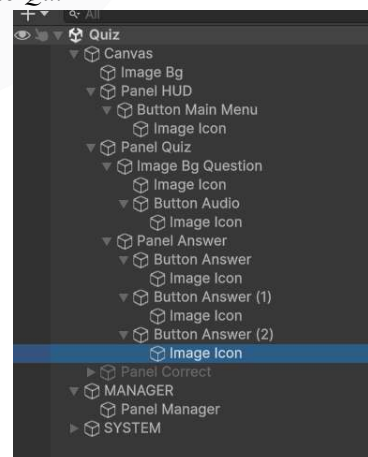 All
Quiz
Canvas
Image Bg
Panel HUD
Button Main Menu
Image Icon
Panel Quiz
Image Bg Question
Image Icon
Button Audio
Image Icon
Panel Answer
Button Answer
Image Icon
Button Answer (1)
Image Icon
Button Answer (2)
Image Icon
Panel Correct
MANAGER
Panel Manager
SYSTEM